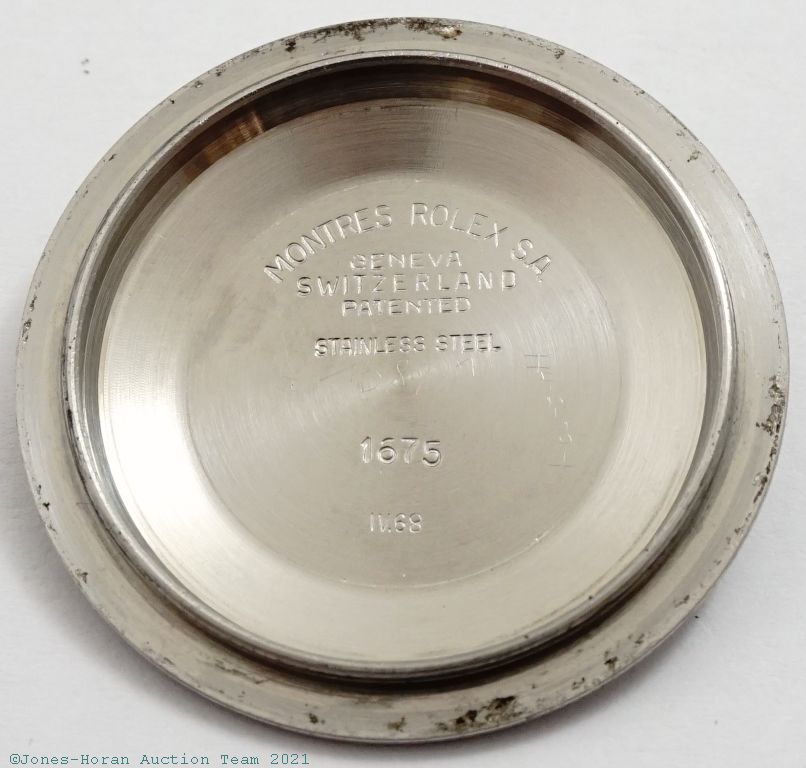 MONTRES ROLEX S.A.
GENEVA
SWITZERLAND
PATENTED
STAINLESS STEEL
1675
IV.68
©Jones-Horan Auction Team 2021